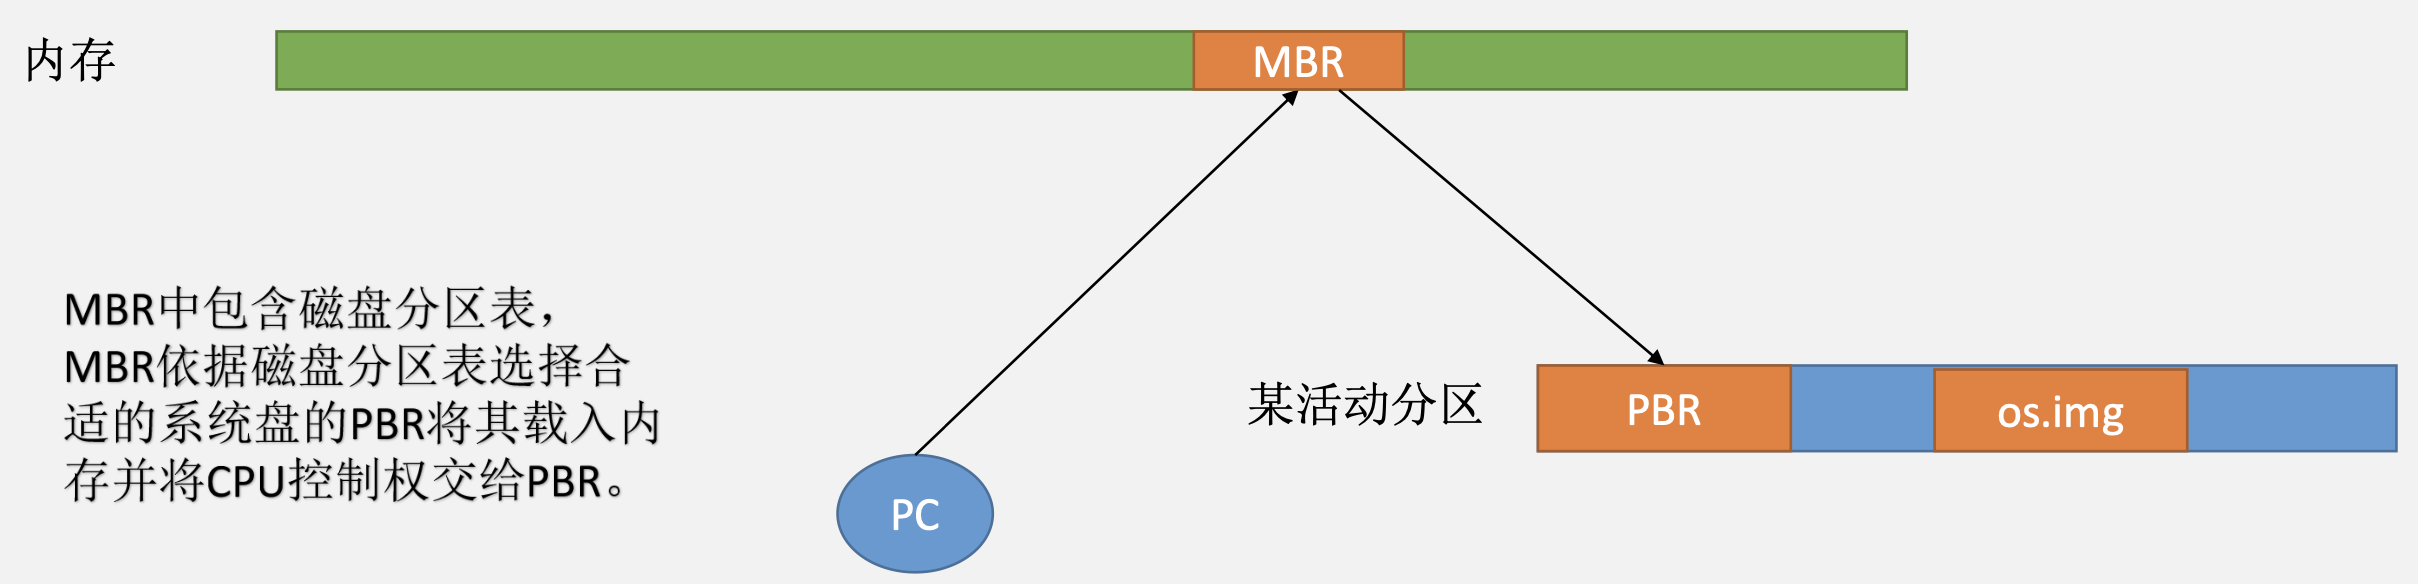 内存
MBR
MBR中包含磁盘分区表，
MBR依据磁盘分区表选择合
适的系统盘的PBR将其载入内
存并将CPU控制权交给PBR。
某活动分区
PBR
os.img
PC